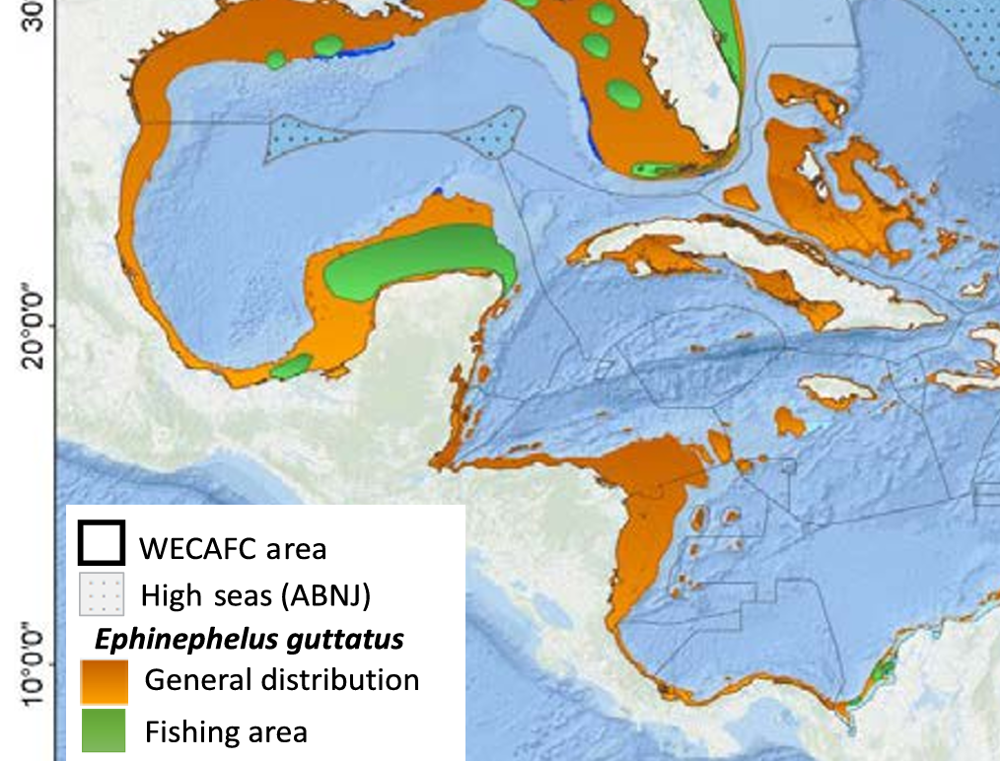 30
20°0'0"
WECAFC area
High seas (ABNJ)
Ephinephelus guttatus
10°0'0"
General distribution
Fishing area